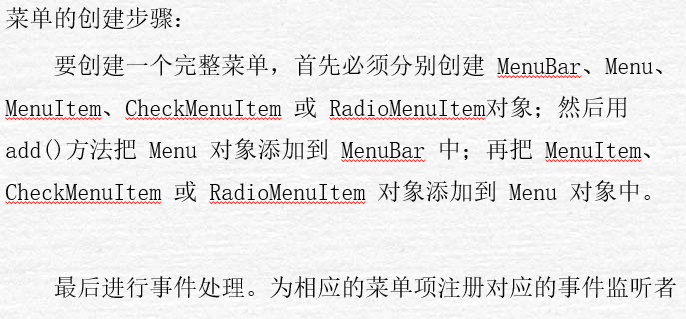 菜单的创建步骤：
要创建一个完整菜单，首先必须分别创建 MenuBar、Menu、
MenuItem、CheckMenuItem 或 RadioMenuItem对象；然后用
add()方法把 Menu 对象添加到 MenuBar 中；再把 MenuItem、
CheckMenuItem 或 RadioMenuItem 对象添加到 Menu 对象中。
最后进行事件处理。为相应的菜单项注册对应的事件监听者